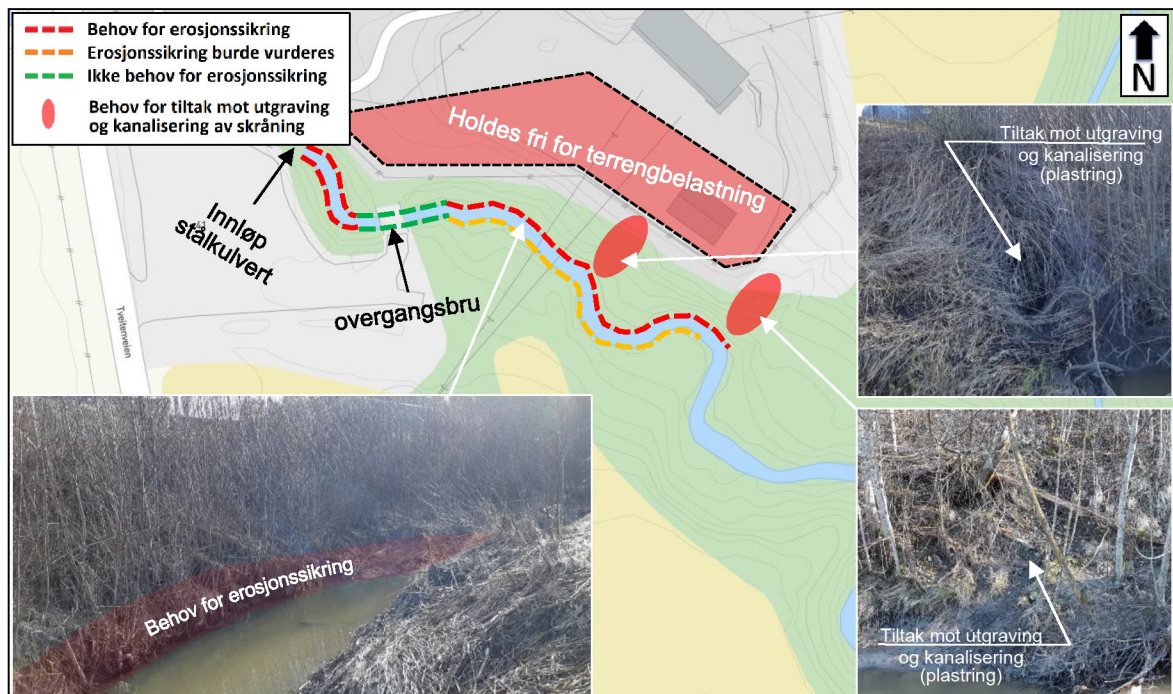 Behov for erosjonssikring
Erosjonssikring burde vurderes
Ikke behov for erosjonssikring
Behov for tiltak mot utgraving
og kanalisering av skråning
N
Holdes fri for terrengbelastning
Innløp
stålkulvert
overgangsbru
Tveitenveien
Tiltak mot utgraving
og kanalisering
(plastring)
Behov for erosjonssikring
Tiltak mot utgraving
og kanalisering
(plastring)